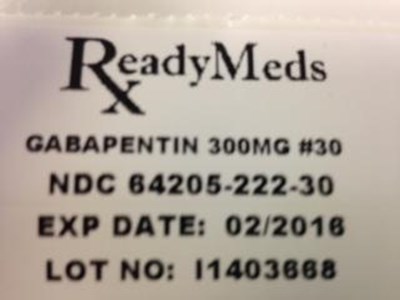 ReadyMeds
GABAPENTIN 300MG #30
NDC 64205-222-30
EXP DATE: 02/2016
LOT NO: I1403668